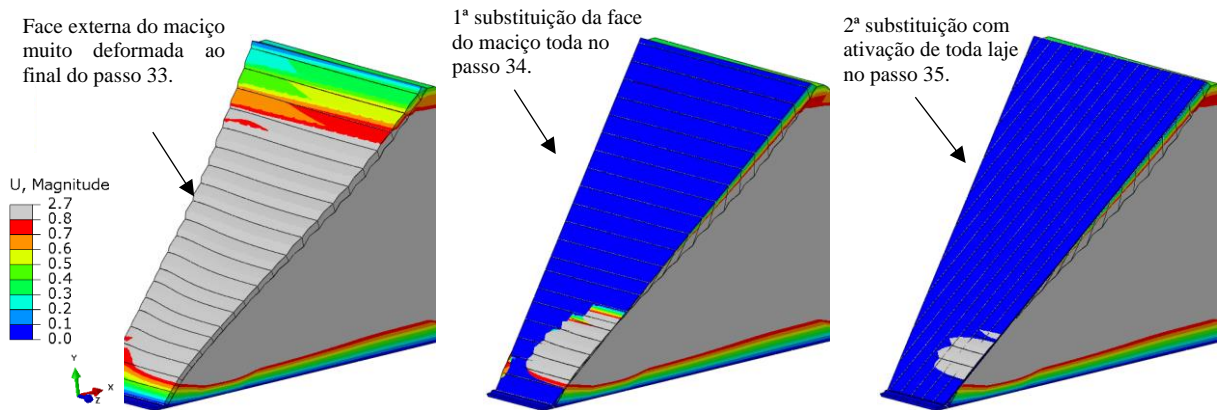 Face externa do maciço
muito deformada ao
final do passo 33.
1ª substituição da face
do maciço toda no
passo 34.
2ª substituição com
ativação de toda laje
no passo 35.
U, Magnitude
2.7
0.8
0.7
0.6
0.5
0.4
0.3
0.2
0.1
0.0
Y
X
Z